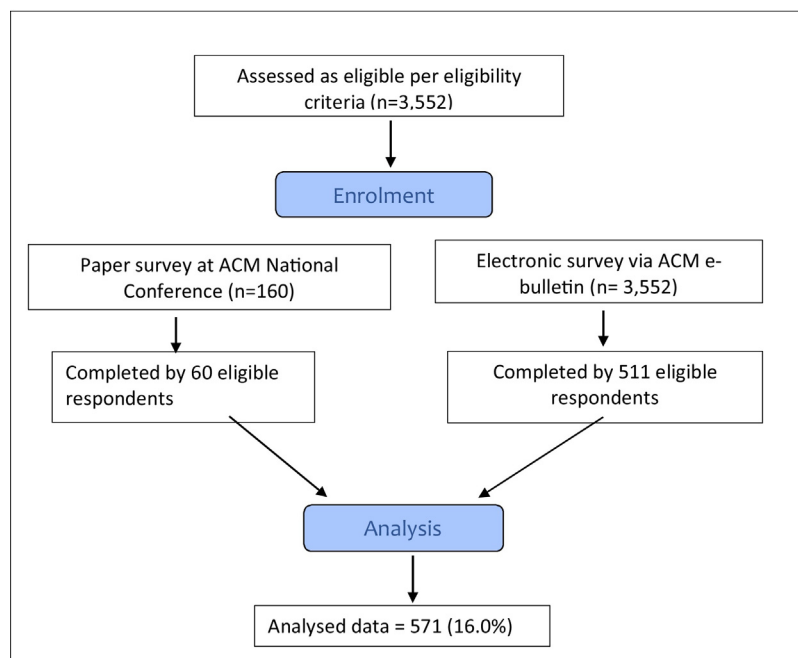 Assessed as eligible per eligibility
criteria (n=3,552)
Enrolment
Paper survey at ACM National
Conference (n=160)
Electronic survey via ACM e-
bulletin (n= 3,552)
Completed by 60 eligible
respondents
Completed by 511 eligible
respondents
Analysis
Analysed data = 571 (16.0%)